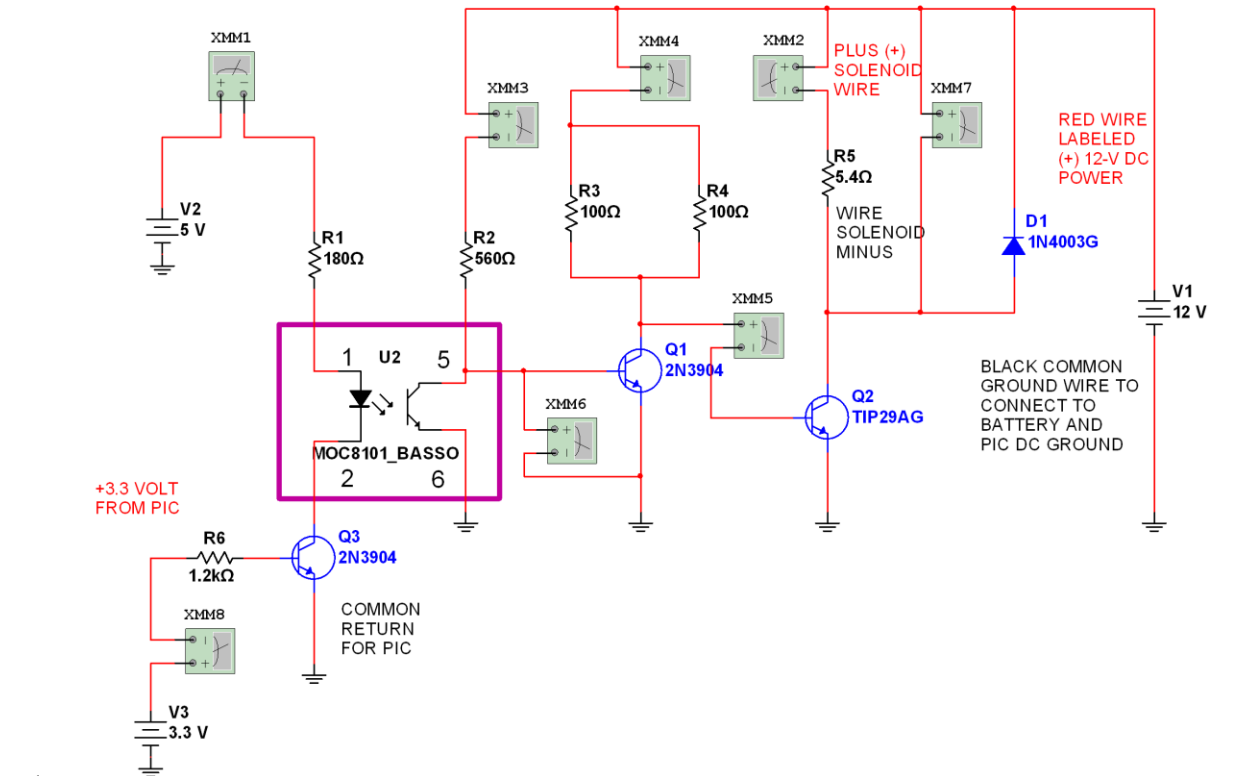 XMM1
XMM4
XMM2
PLUS (+)
SOLENOID
WIRE
XMM3
XMM7
RED WIRE
LABELED
(+) 12-V DC
POWER
V2
5 V
R1
180Ω
R2
560Ω
R3
100Ω
R4
100Ω
R5
5.4Ω
WIRE
SOLENOID
MINUS
D1
1N4003G
V1
12 V
XMM5
1
U2
5
MOC8101_BASSO
2
6
Q1
2N3904
XMM6
Q2
TIP29AG
BLACK COMMON
GROUND WIRE TO
CONNECT TO
BATTERY AND
PIC DC GROUND
+3.3 VOLT
FROM PIC
R6
1.2kΩ
Q3
2N3904
XMM8
COMMON
RETURN
FOR PIC
V3
3.3 V